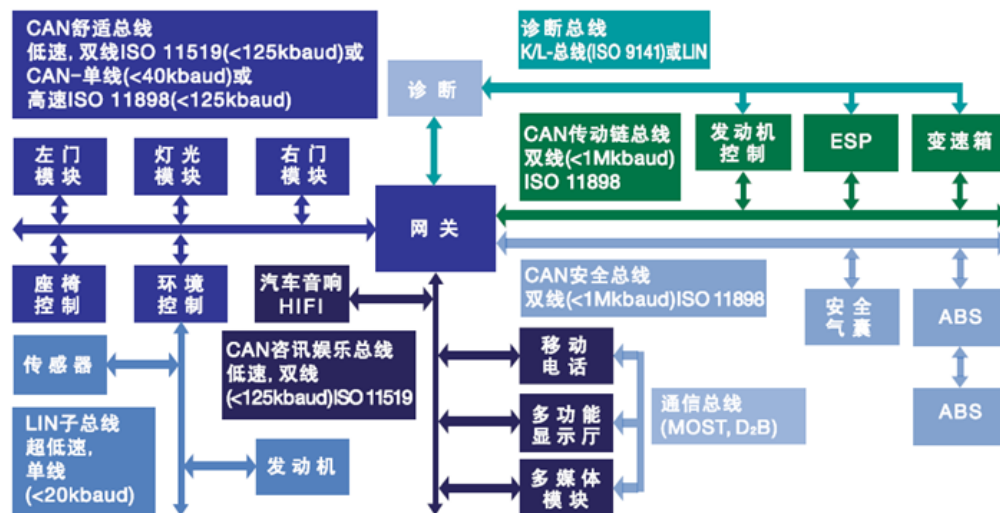 CAN舒适总线
低速, 双线ISO 11519(<125kbaud)或
CAN-单线(<40kbaud)或
高速ISO 11898(<125kbaud)
诊断总线
K/L-总线(ISO 9141)或LIN
诊断
CAN传动链总线
双线(<1Mkbaud)
ISO 11898
发动机
控制
ESP
变速箱
左门
模块
灯光
模块
右门
模块
网关
座椅
控制
环境
控制
汽车音响
HIFI
CAN安全总线
双线(<1Mkbaud)ISO 11898
安全
气囊
ABS
传感器
CAN咨讯娱乐总线
低速, 双线
(<125kbaud)ISO 11519
移动
电话
ABS
LIN子总线
超低速,
单线
(<20kbaud)
发动机
多功能
显示厅
通信总线
(MOST, D₂B)
多媒体
模块